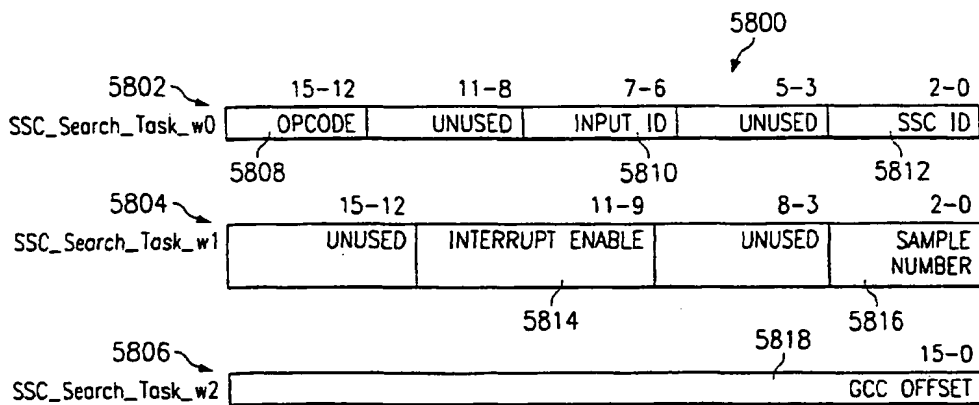 5800
5802
15-12 11-8 7-6 5-3 2-0
SSC_Search_Task_w0 OPCODE UNUSED INPUT ID UNUSED SSC ID
5808 5810 5812
5804
15-12 11-9 8-3 2-0
SSC_Search_Task_w1 UNUSED INTERRUPT ENABLE UNUSED SAMPLE
NUMBER
5814 5816
5806 5818 15-0
SSC_Search_Task_w2 GCC OFFSET